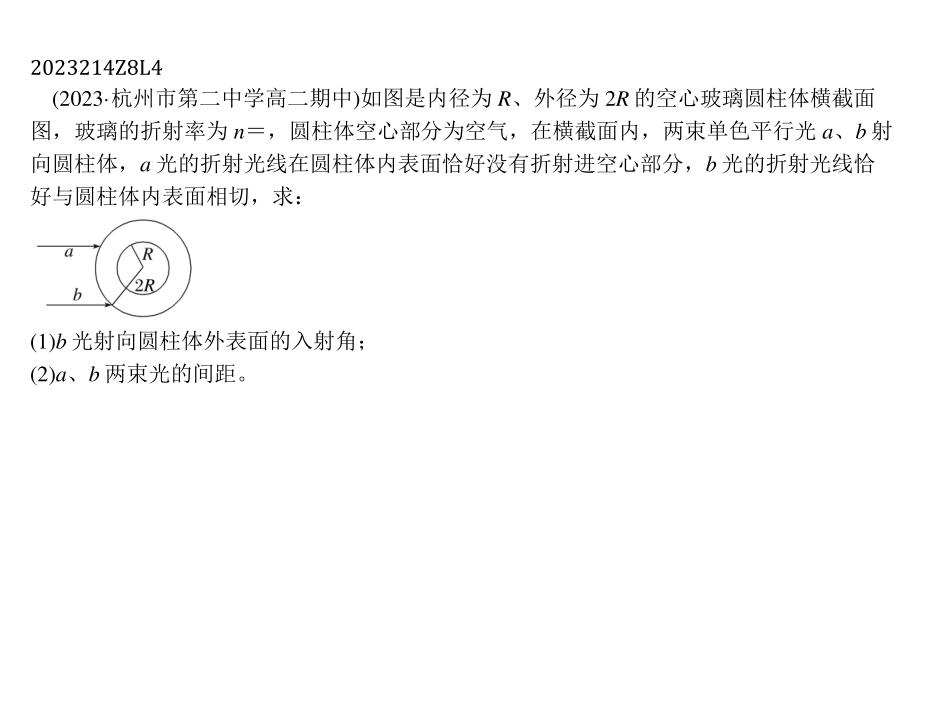 2023214Z8L4
(2023·杭州市第二中学高二期中)如图是内径为 R、外径为 2R 的空心玻璃圆柱体横截面
图，玻璃的折射率为 n＝，圆柱体空心部分为空气，在横截面内，两束单色平行光 a、b 射
向圆柱体，a 光的折射光线在圆柱体内表面恰好没有折射进空心部分，b 光的折射光线恰
好与圆柱体内表面相切，求：
a
R
2R
b
(1)b 光射向圆柱体外表面的入射角；
(2)a、b 两束光的间距。